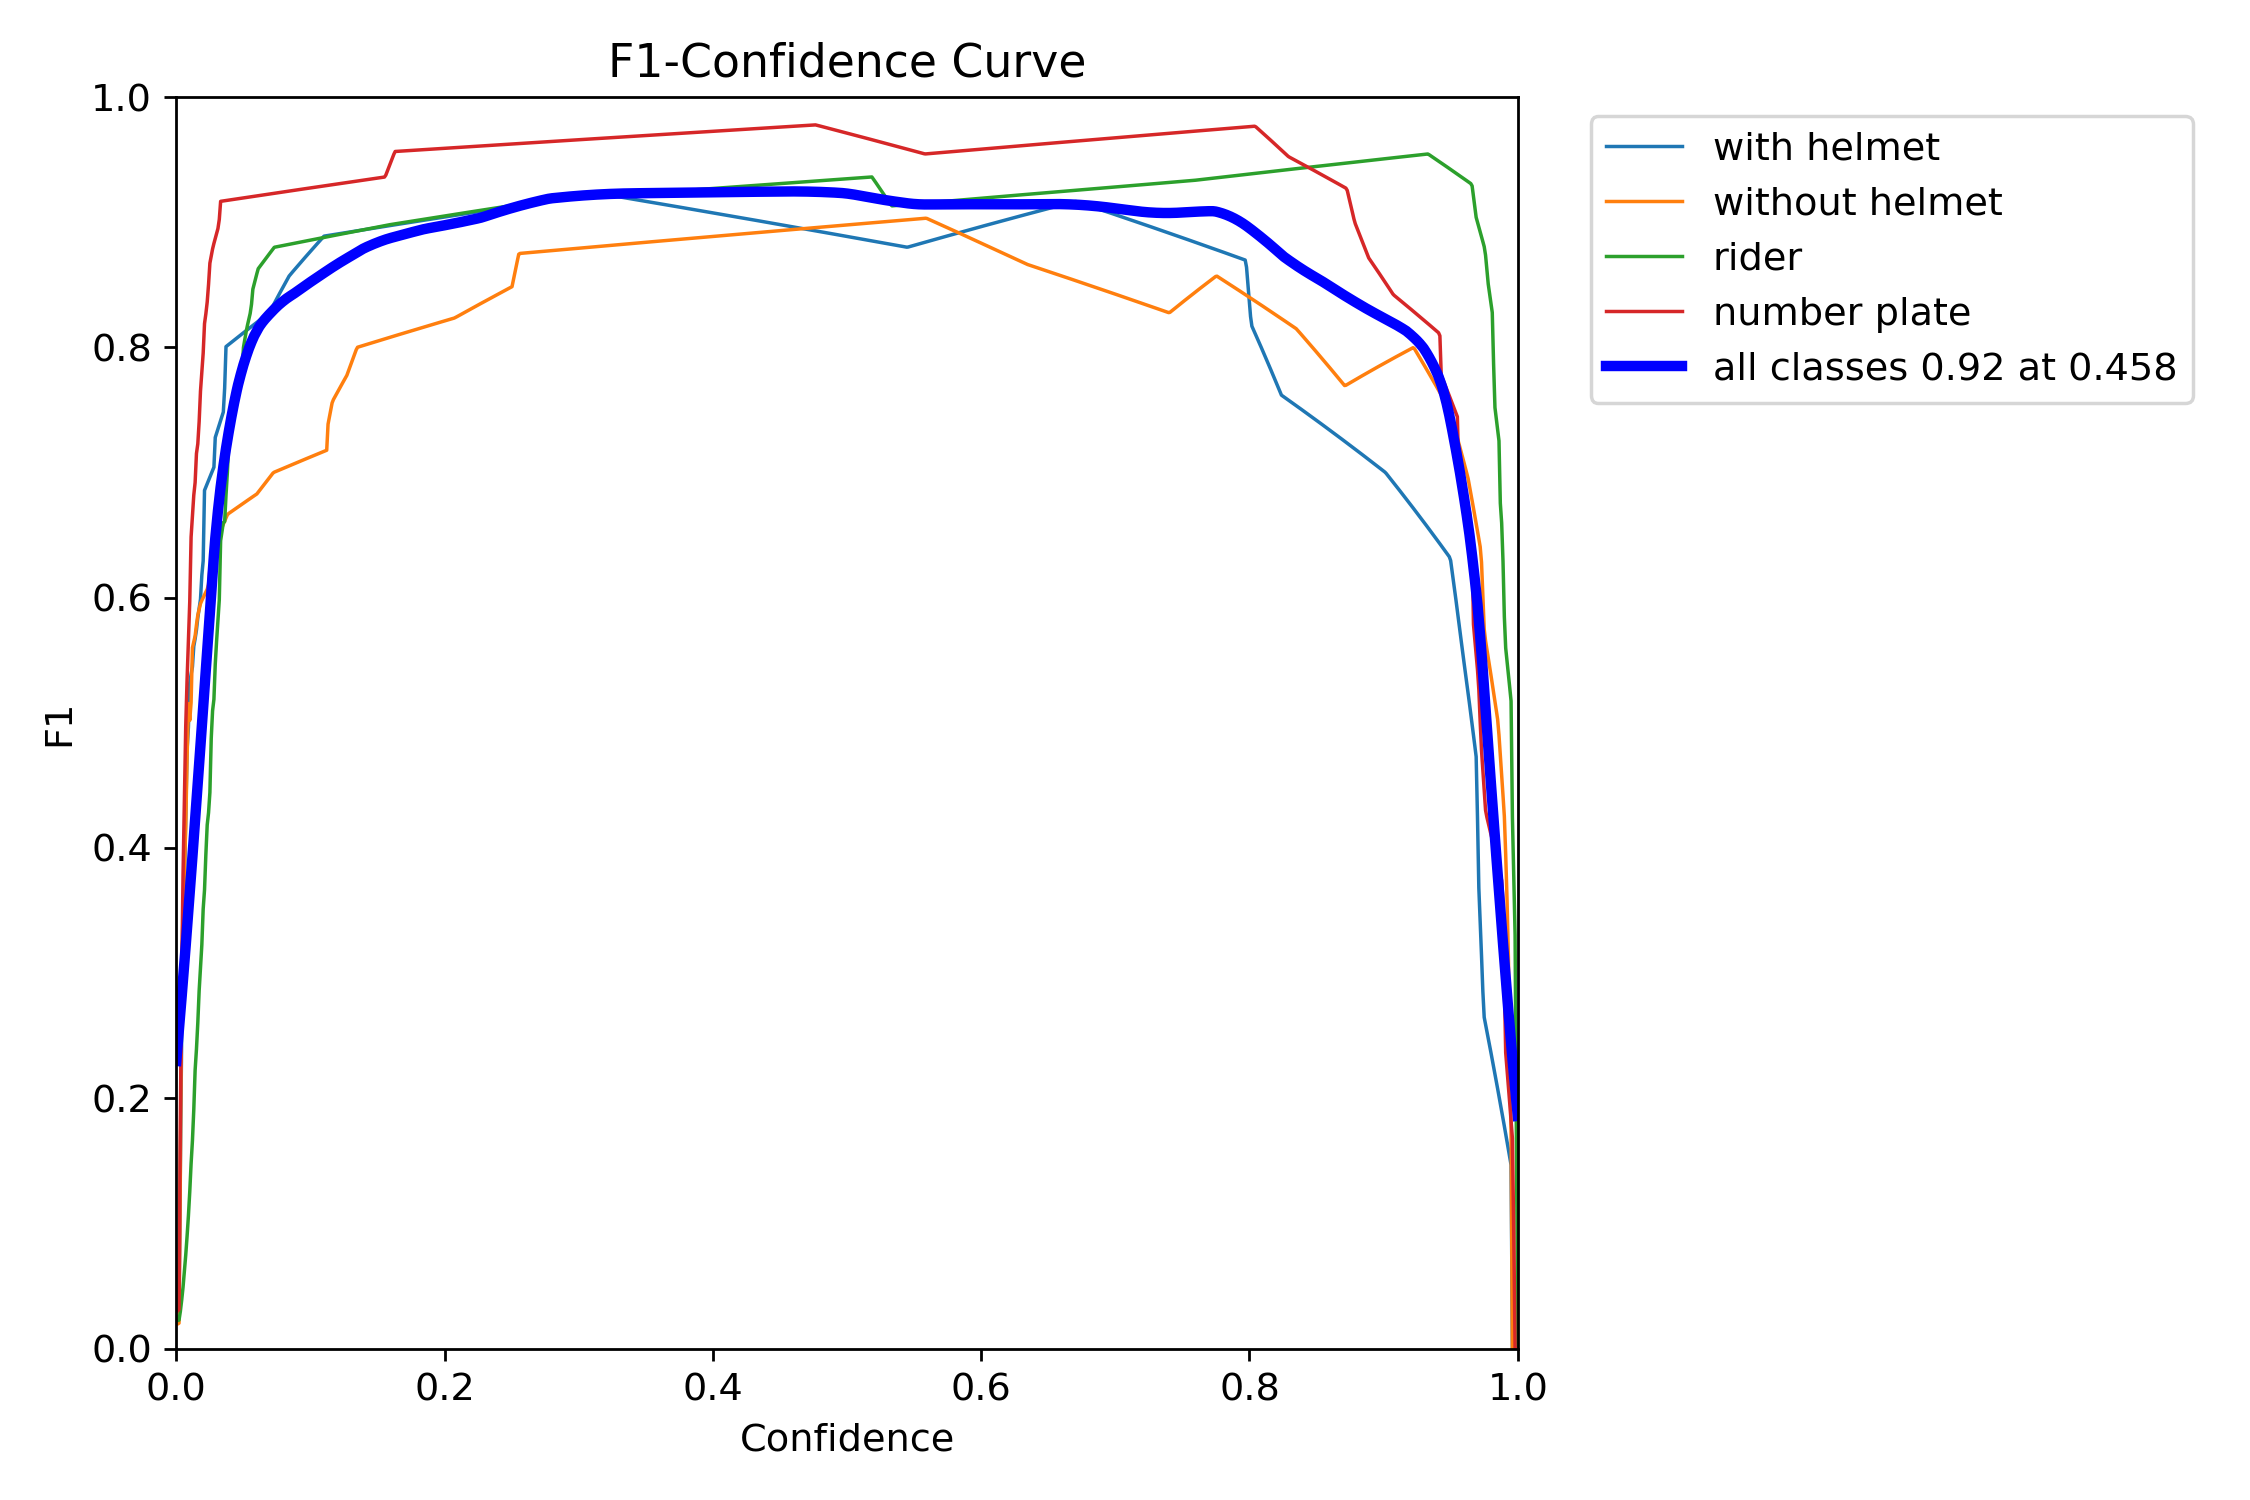 F1-Confidence Curve
1.0
0.8
0.6
0.4
0.2
0.0
F1
0.0 0.2 0.4 0.6 0.8 1.0
Confidence
with helmet
without helmet
rider
number plate
all classes 0.92 at 0.458